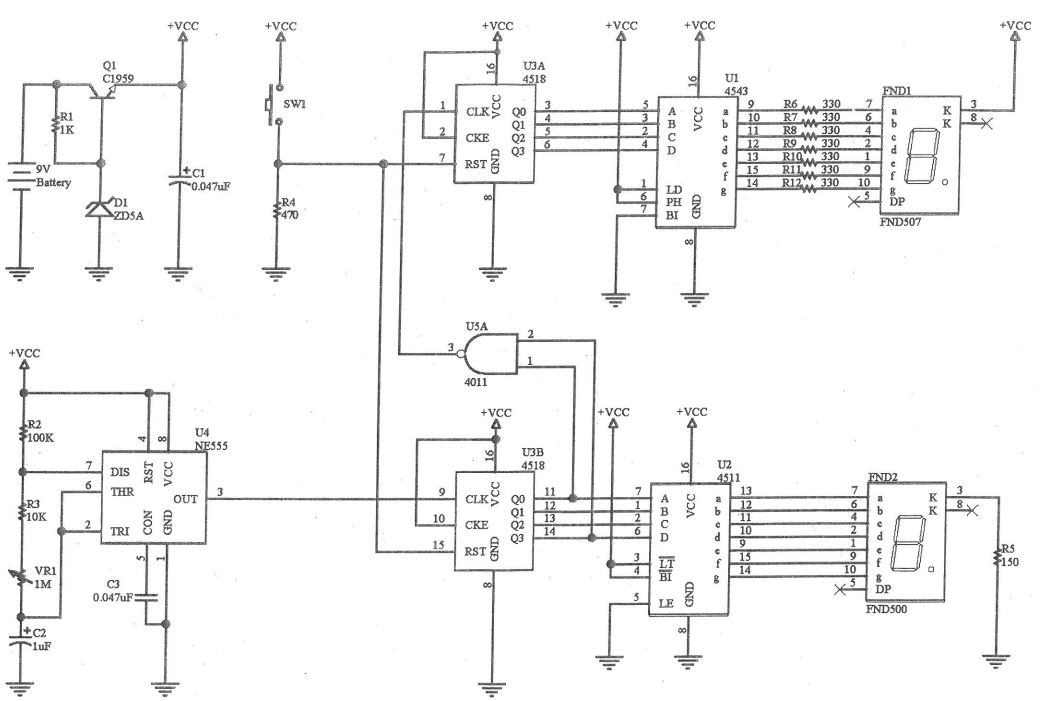 +VCC +VCC +VCC +VCC +VCC +VCC
Q1
C1959
R1
1K
9V
Battery
D1
ZD5A
+
C1
0.047uF
SW1
R4
470
U3A
4518
16
VCC
1 CLK Q0 3
Q1 4
2 CKE Q2 5
Q3 6
7 RST
GND
8
U1
4543
16
VCC
5 A a 9 R6 330 7 a
3 B b 10 R7 330 6 b
2 C c 11 R8 330 4 c
4 D d 12 R9 330 2 d
e 13 R10 330 1 e
f 15 R11 330 9 f
g 14 R12 330 10 g
1 LD
6 PH
7 BI
GND
8
FND1
K 3
K 8
5 DP
FND507
U5A
3 2
1
4011
+VCC
R2
100K
R3
10K
VR1
1M
+
C2
1uF
U4
NE555
4 8
RST VCC
7 DIS
6 THR
OUT 3
2 TRI
CON GND
5 1
C3
0.047uF
+VCC +VCC +VCC
U3B
4518
16
VCC
9 CLK Q0 11
Q1 12
10 CKE Q2 13
Q3 14
15 RST
GND
8
U2
4511
16
VCC
7 A a 13 7 a
1 B b 12 6 b
2 C c 11 4 c
6 D d 10 2 d
e 9 1 e
3 LT f 15 9 f
4 BI g 14 10 g
5 LE
GND
8
FND2
K 3
K 8
5 DP
FND500
R5
150